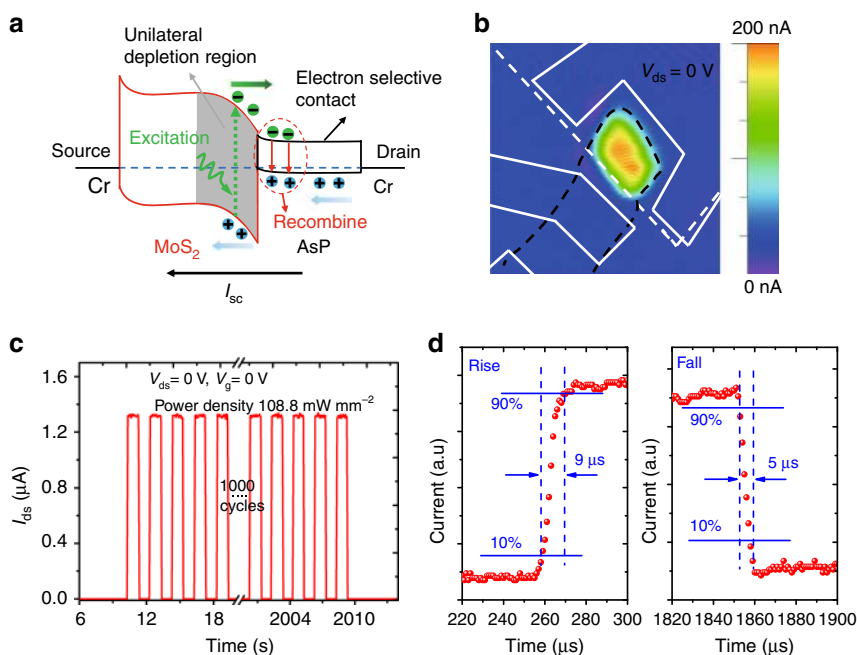 a
Unilateral
depletion region
Electron selective
contact
Excitation
Source
Drain
Cr
Cr
Recombine
MoS2
AsP
Isc
b
200 nA
Vds = 0 V
0 nA
c
1.6
1.2
0.8
0.4
0.0
Ids (μA)
Vds = 0 V, Vg = 0 V
Power density 108.8 mW mm−2
1000
cycles
6 12 18 2004 2010
Time (s)
d
Rise
90%
9 μs
10%
Current (a.u)
220 240 260 280 300
Time (μs)
Fall
90%
5 μs
10%
Current (a.u)
1820 1840 1860 1880 1900
Time (μs)